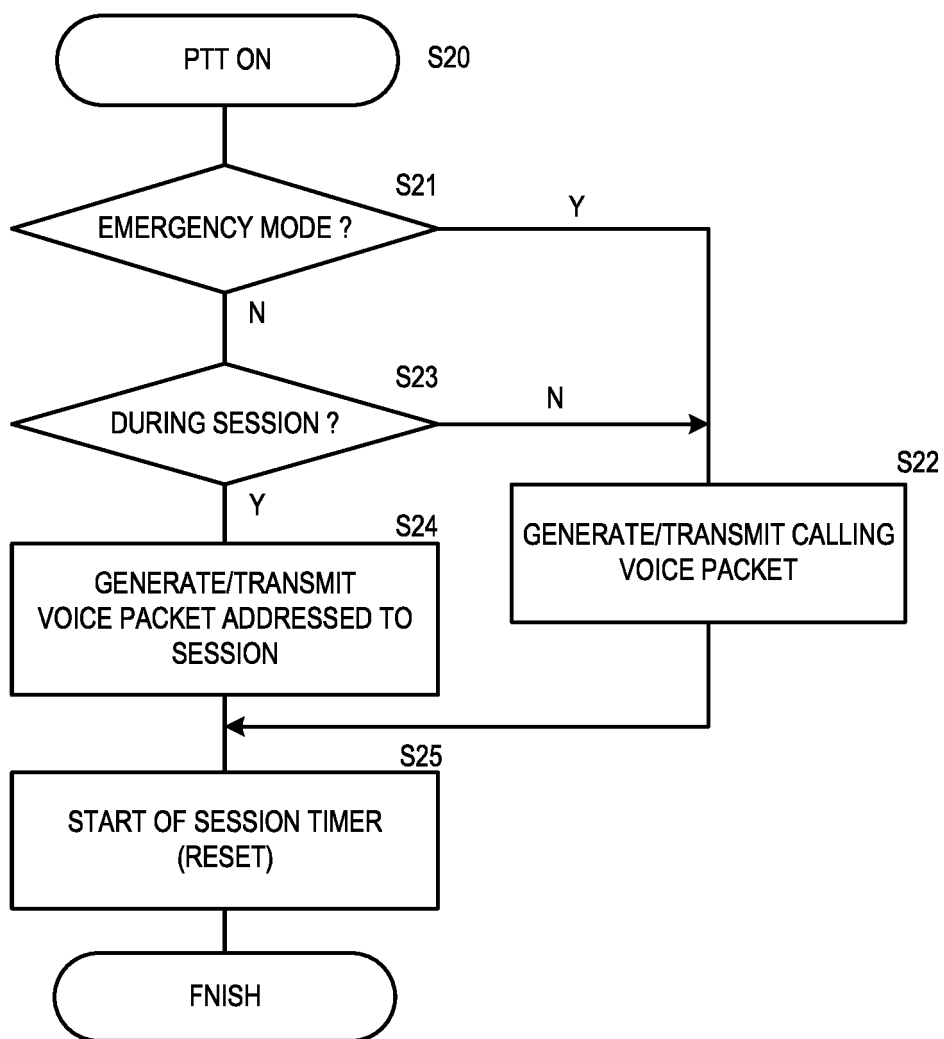 PTT ON
S20
S21
EMERGENCY MODE ?
Y
N
S23
DURING SESSION ?
N
Y
S22
GENERATE/TRANSMIT CALLING
VOICE PACKET
S24
GENERATE/TRANSMIT
VOICE PACKET ADDRESSED TO
SESSION
S25
START OF SESSION TIMER
(RESET)
FNISH